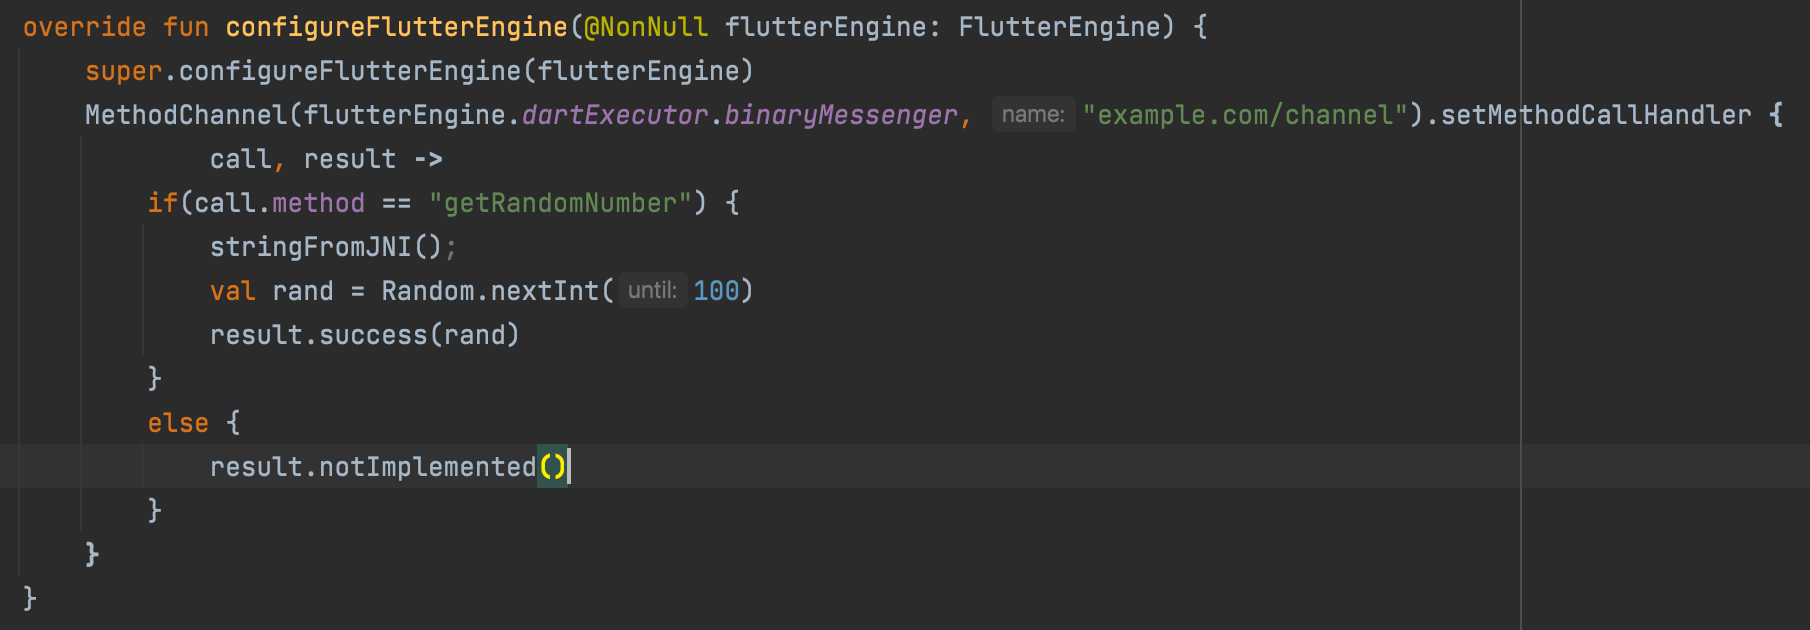 override fun configureFlutterEngine(@NonNull flutterEngine: FlutterEngine) {
super.configureFlutterEngine(flutterEngine)
MethodChannel(flutterEngine.dartExecutor.binaryMessenger, name: "example.com/channel").setMethodCallHandler {
call, result ->
if(call.method == "getRandomNumber") {
stringFromJNI();
val rand = Random.nextInt( until: 100)
result.success(rand)
}
else {
result.notImplemented()
}
}
}